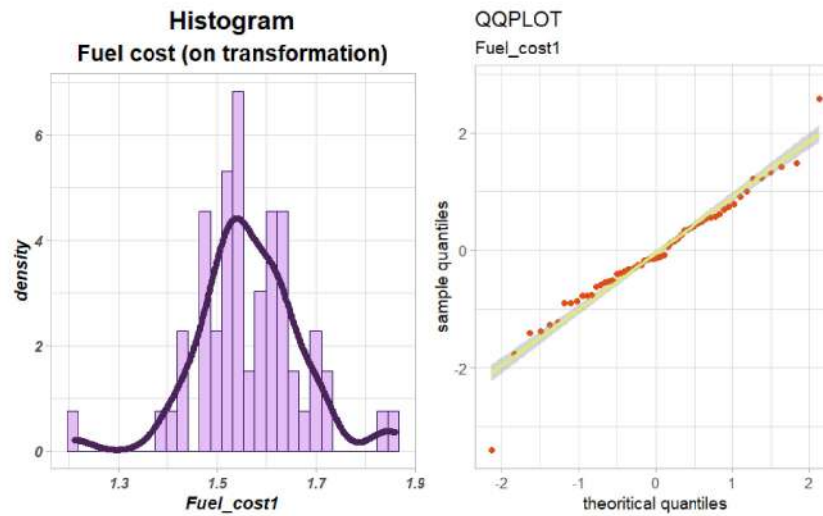 Histogram
Fuel cost (on transformation)
density
6
4
2
0
1.3
1.5
1.7
1.9
Fuel_cost1
QQPLOT
Fuel_cost1
sample quantiles
2
0
-2
-2
-1
0
1
2
theoritical quantiles